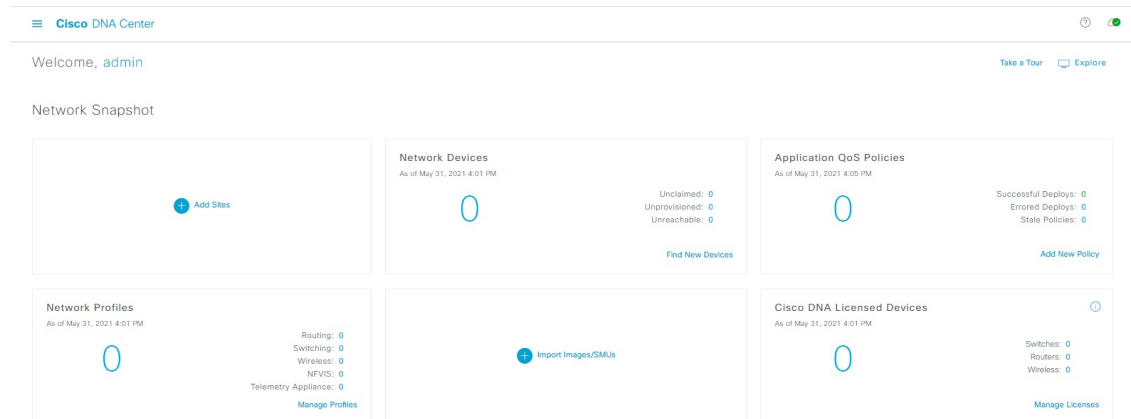 Cisco DNA Center
Welcome, admin
Take a Tour
Explore
Network Snapshot
Add Sites
Network Devices
As of May 31, 2021 4:01 PM
0
Unclaimed: 0
Unprovisioned: 0
Unreachable: 0
Find New Devices
Application QoS Policies
As of May 31, 2021 4:05 PM
0
Successful Deploys: 0
Errored Deploys: 0
Stale Policies: 0
Add New Policy
Network Profiles
As of May 31, 2021 4:01 PM
0
Routing: 0
Switching: 0
Wireless: 0
NFVIS: 0
Telemetry Appliance: 0
Manage Profiles
Import Images/SMUs
Cisco DNA Licensed Devices
As of May 31, 2021 4:01 PM
0
Switches: 0
Routers: 0
Wireless: 0
Manage Licenses